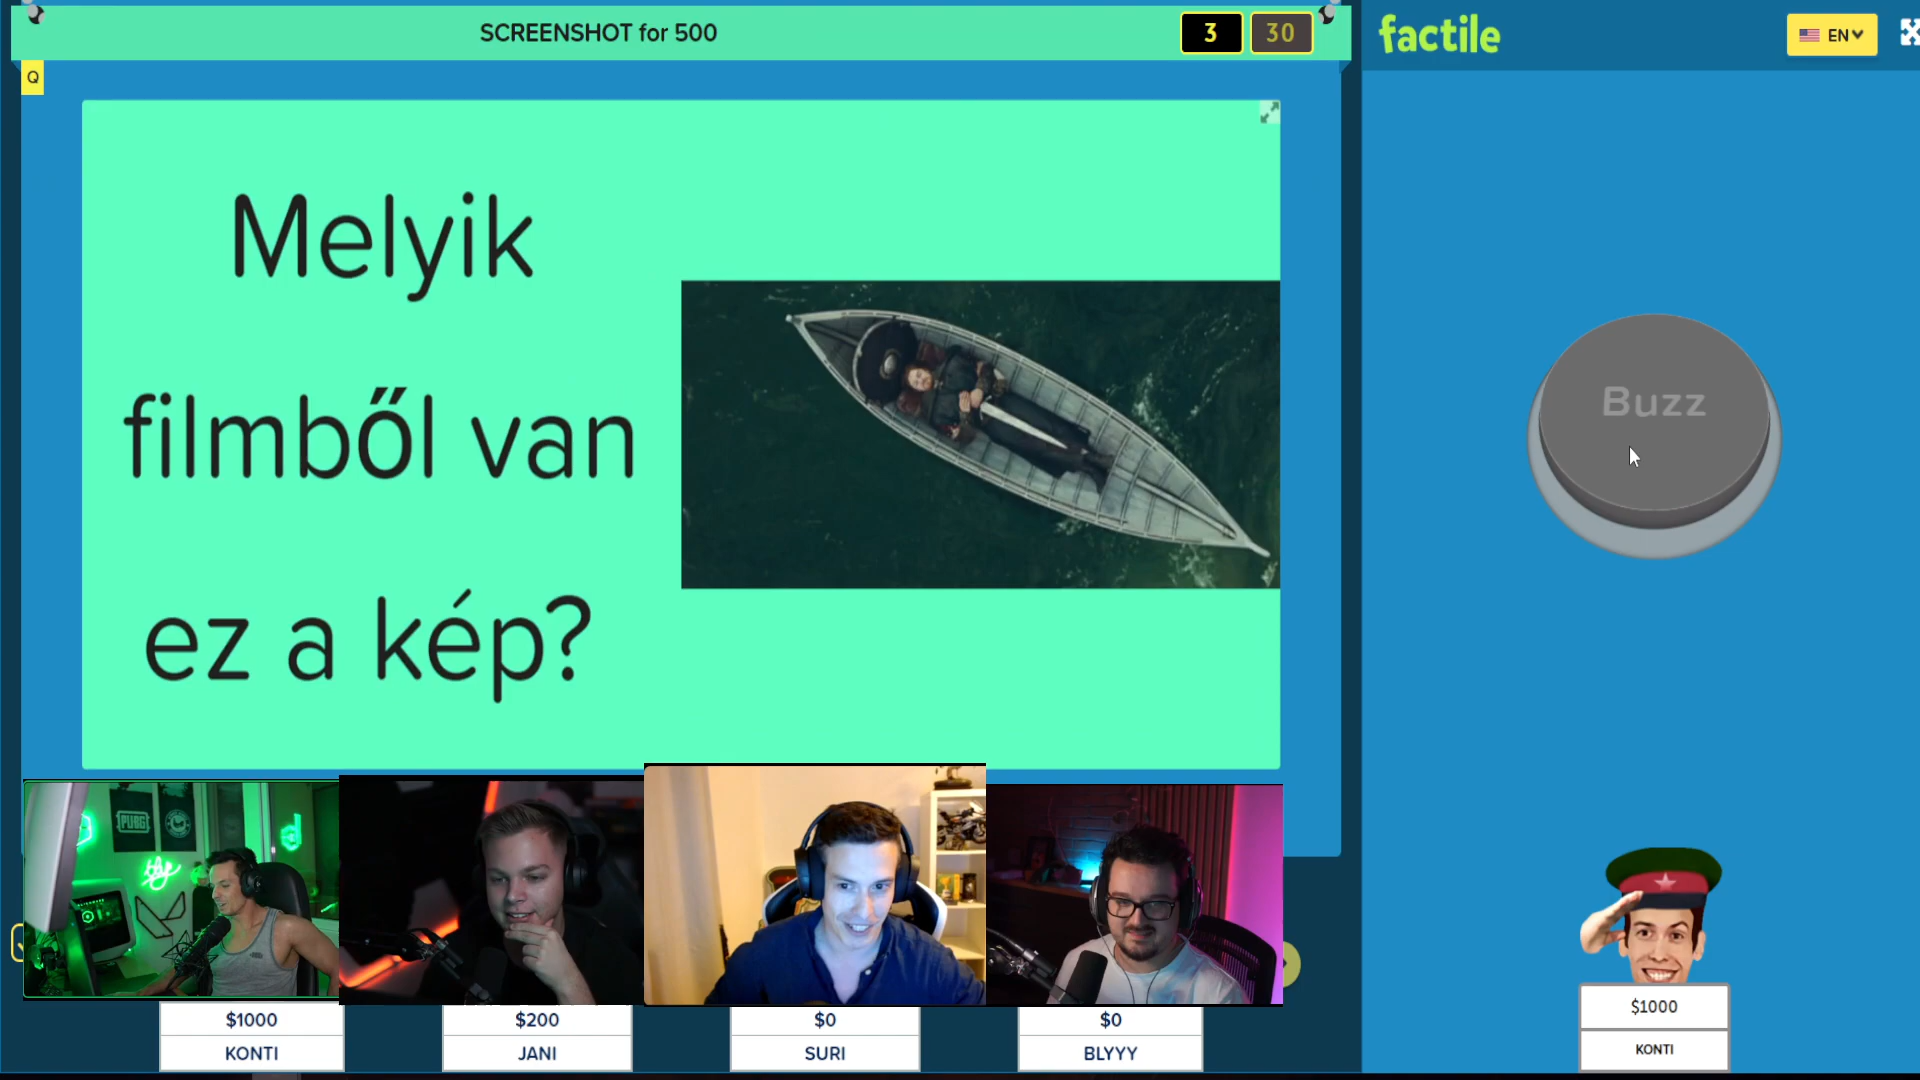 SCREENSHOT for 500
3
30
factile
EN
Q
Melyik
filmből van
ez a kép?
Buzz
PUBG
$1000
KONTI
$200
JANI
$0
SURI
$0
BLYYY
$1000
KONTI